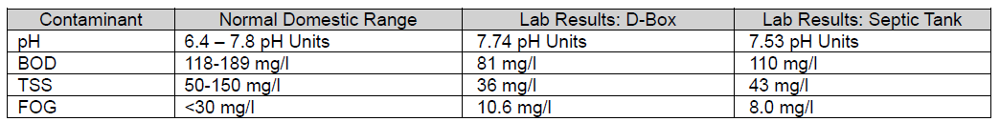 Contaminant Normal Domestic Range Lab Results: D-Box Lab Results: Septic Tank
pH 6.4 – 7.8 pH Units 7.74 pH Units 7.53 pH Units
BOD 118-189 mg/l 81 mg/l 110 mg/l
TSS 50-150 mg/l 36 mg/l 43 mg/l
FOG <30 mg/l 10.6 mg/l 8.0 mg/l